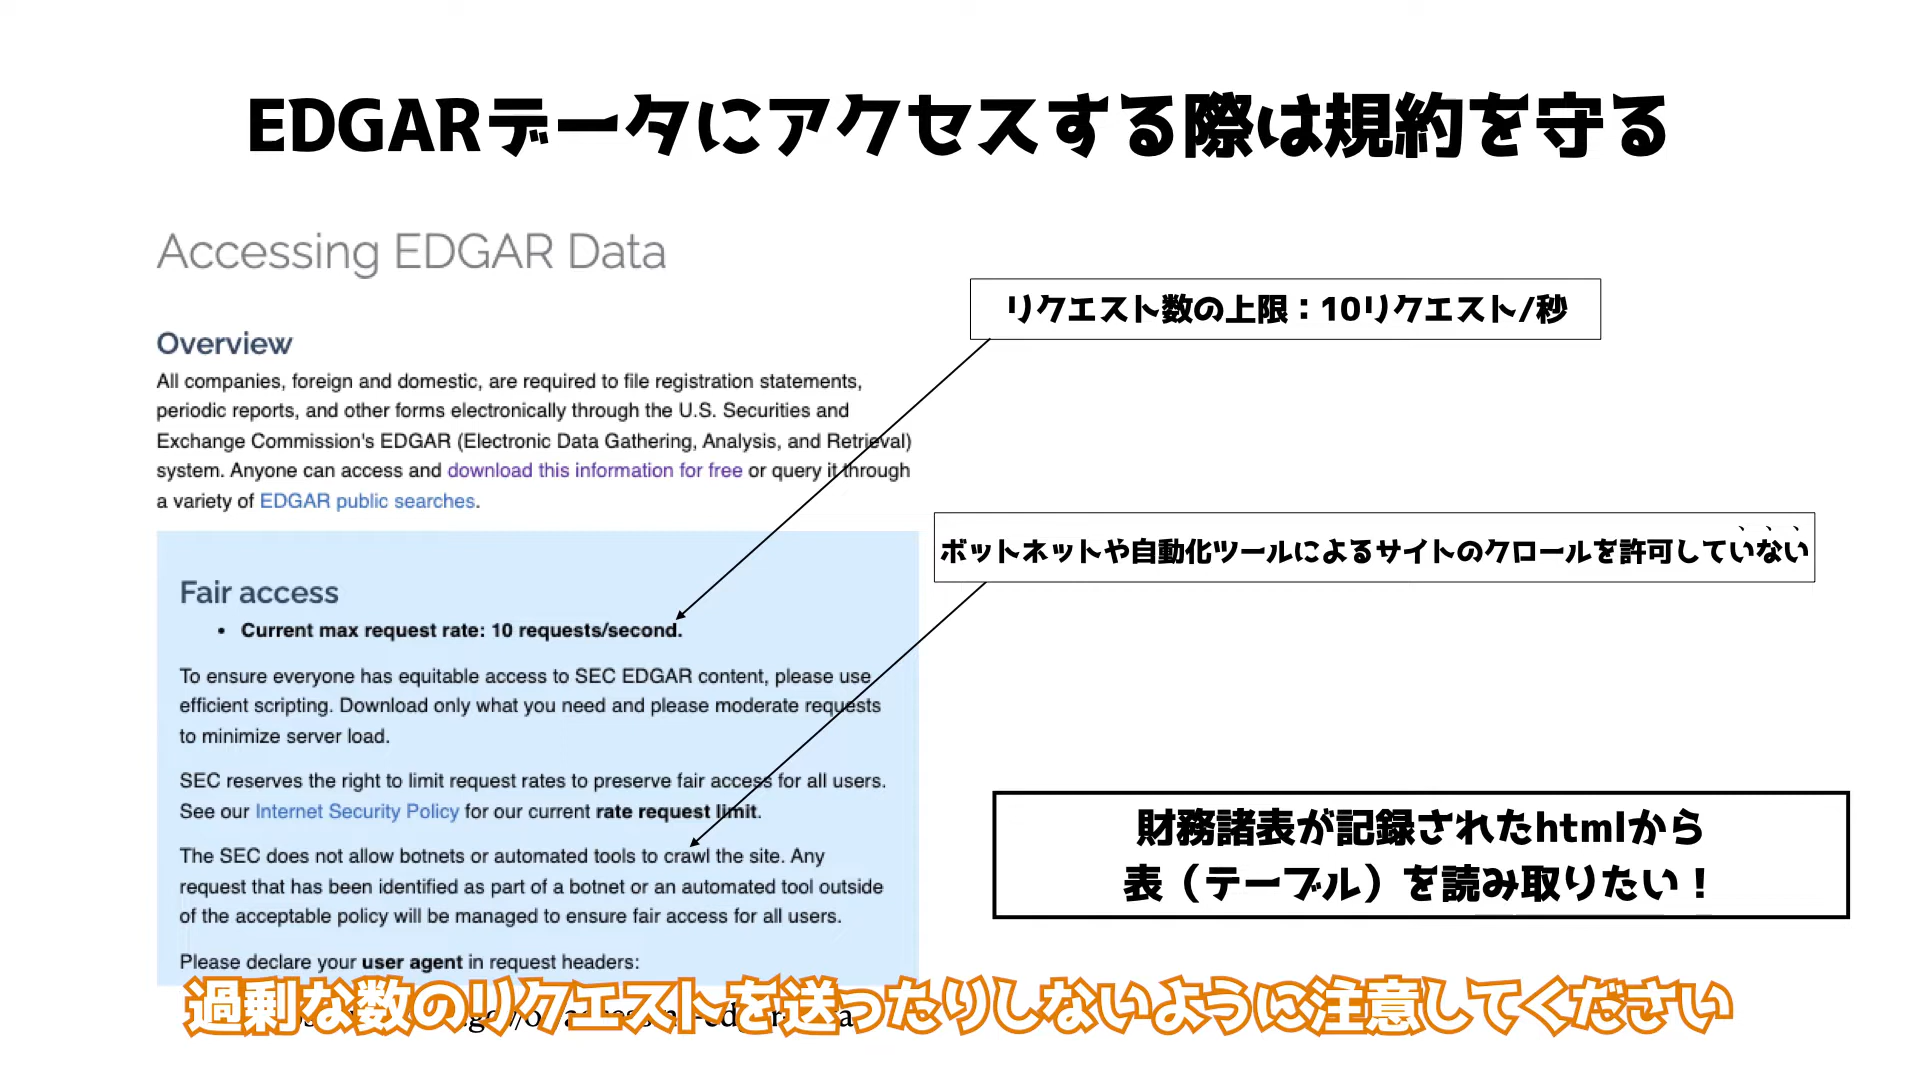 EDGARデータにアクセスする際は規約を守る
Accessing EDGAR Data
リクエスト数の上限：10リクエスト/秒
Overview
All companies, foreign and domestic, are required to file registration statements,
periodic reports, and other forms electronically through the U.S. Securities and
Exchange Commission's EDGAR (Electronic Data Gathering, Analysis, and Retrieval)
system. Anyone can access and download this information for free or query it through
a variety of EDGAR public searches.
ボットネットや自動化ツールによるサイトのクロールを許可していない
Fair access
• Current max request rate: 10 requests/second.
To ensure everyone has equitable access to SEC EDGAR content, please use
efficient scripting. Download only what you need and please moderate requests
to minimize server load.
SEC reserves the right to limit request rates to preserve fair access for all users.
See our Internet Security Policy for our current rate request limit.
The SEC does not allow botnets or automated tools to crawl the site. Any
request that has been identified as part of a botnet or an automated tool outside
of the acceptable policy will be managed to ensure fair access for all users.
Please declare your user agent in request headers:
財務諸表が記録されたhtmlから
表（テーブル）を読み取りたい！
過剰な数のリクエストを送ったりしないように注意してください